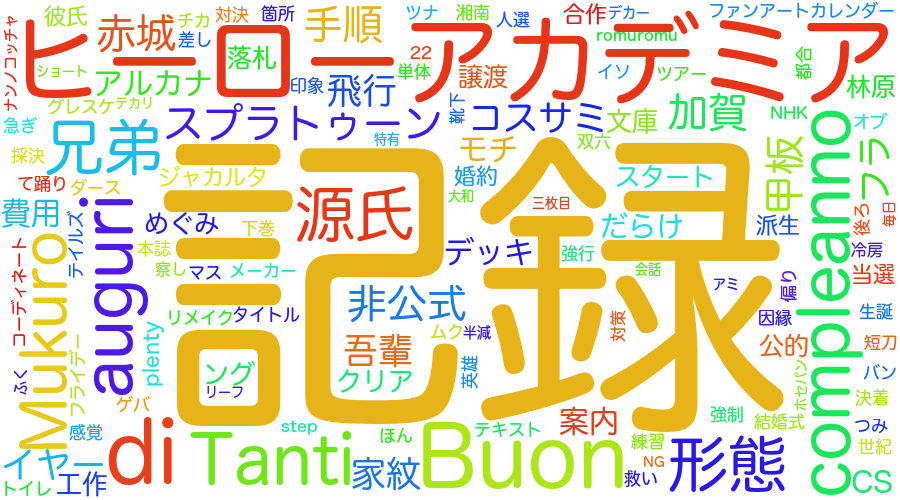 彼氏
チカ
対決
箇所
手順
ツナ
湘南
人選
合作
デカー
ファンアートカレンダー
ナンノコッチャ
ヒーローアカデミア
赤城
差し
落札
22
romuromu
ショート
アルカナ
印象
飛行
単体
譲渡
イソ
ツアー
都合
林原
グレスケ
テカリ
急ぎ
兄弟
スプラトゥーン
靴下
コスサミ
文庫
加賀
NHK
オブ
採決
特有
双六
モチ
甲板
フラ
て踊り
ダース
ジャカルタ
記録
源氏
婚約
大和
スタート
三枚目
費用
auguri
めぐみ
下巻
だらけ
派生
後ろ
毎日
テイルズ
本誌
デッキ
強行
冷房
コーディネート
Mukuro
察し
マス
メーカー
会話
当選
compleanno
アミ
偏り
リメイク
タイトル
非公式
因縁
生誕
plenty
ムク
半減
対策
公的
短刀
フライデー
吾輩
ふく
ング
リーフ
クリア
英雄
ホセバン
バン
ゲバ
決着
感覚
di
Tanti
step
ほん
Buon
テキスト
案内
強制
結婚式
つみ
練習
世紀
イヤー
家紋
NG
形態
トイレ
工作
救い
CS